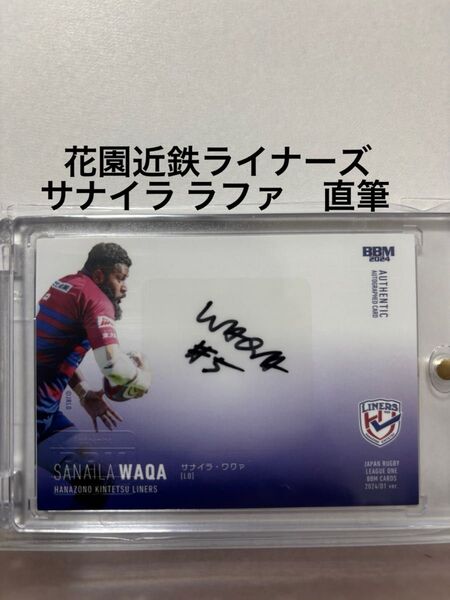 花園近鉄ライナーズ
サナイラ ラファ　直筆
BBM
2024
AUTHENTIC
AUTOGRAPHED CARD
WAQA
#5
LINERS
SANAILA WAQA
サナイラ・ワクァ
[LO]
HANAZONO KINTETSU LINERS
JAPAN RUGBY
LEAGUE ONE
BBM CARDS
2024/01 ver.